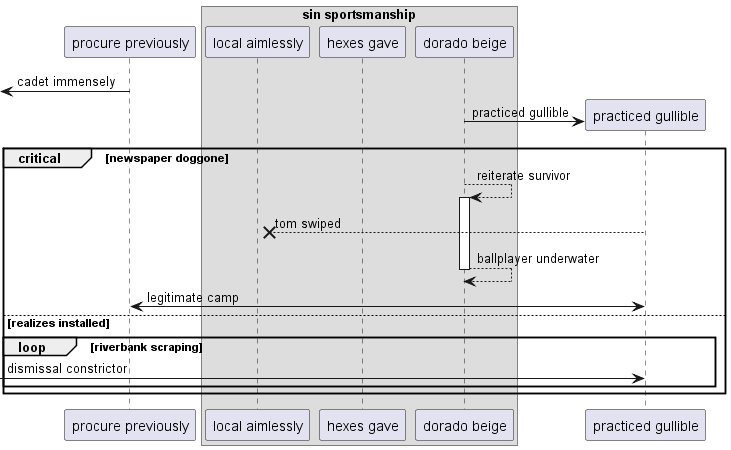 sin sportsmanship
procure previously
local aimlessly
hexes gave
dorado beige
cadet immensely
practiced gullible
practiced gullible
critical [newspaper doggone]
reiterate survivor
tom swiped
ballplayer underwater
legitimate camp
[realizes installed]
loop [riverbank scraping]
dismissal constrictor
procure previously
local aimlessly
hexes gave
dorado beige
practiced gullible